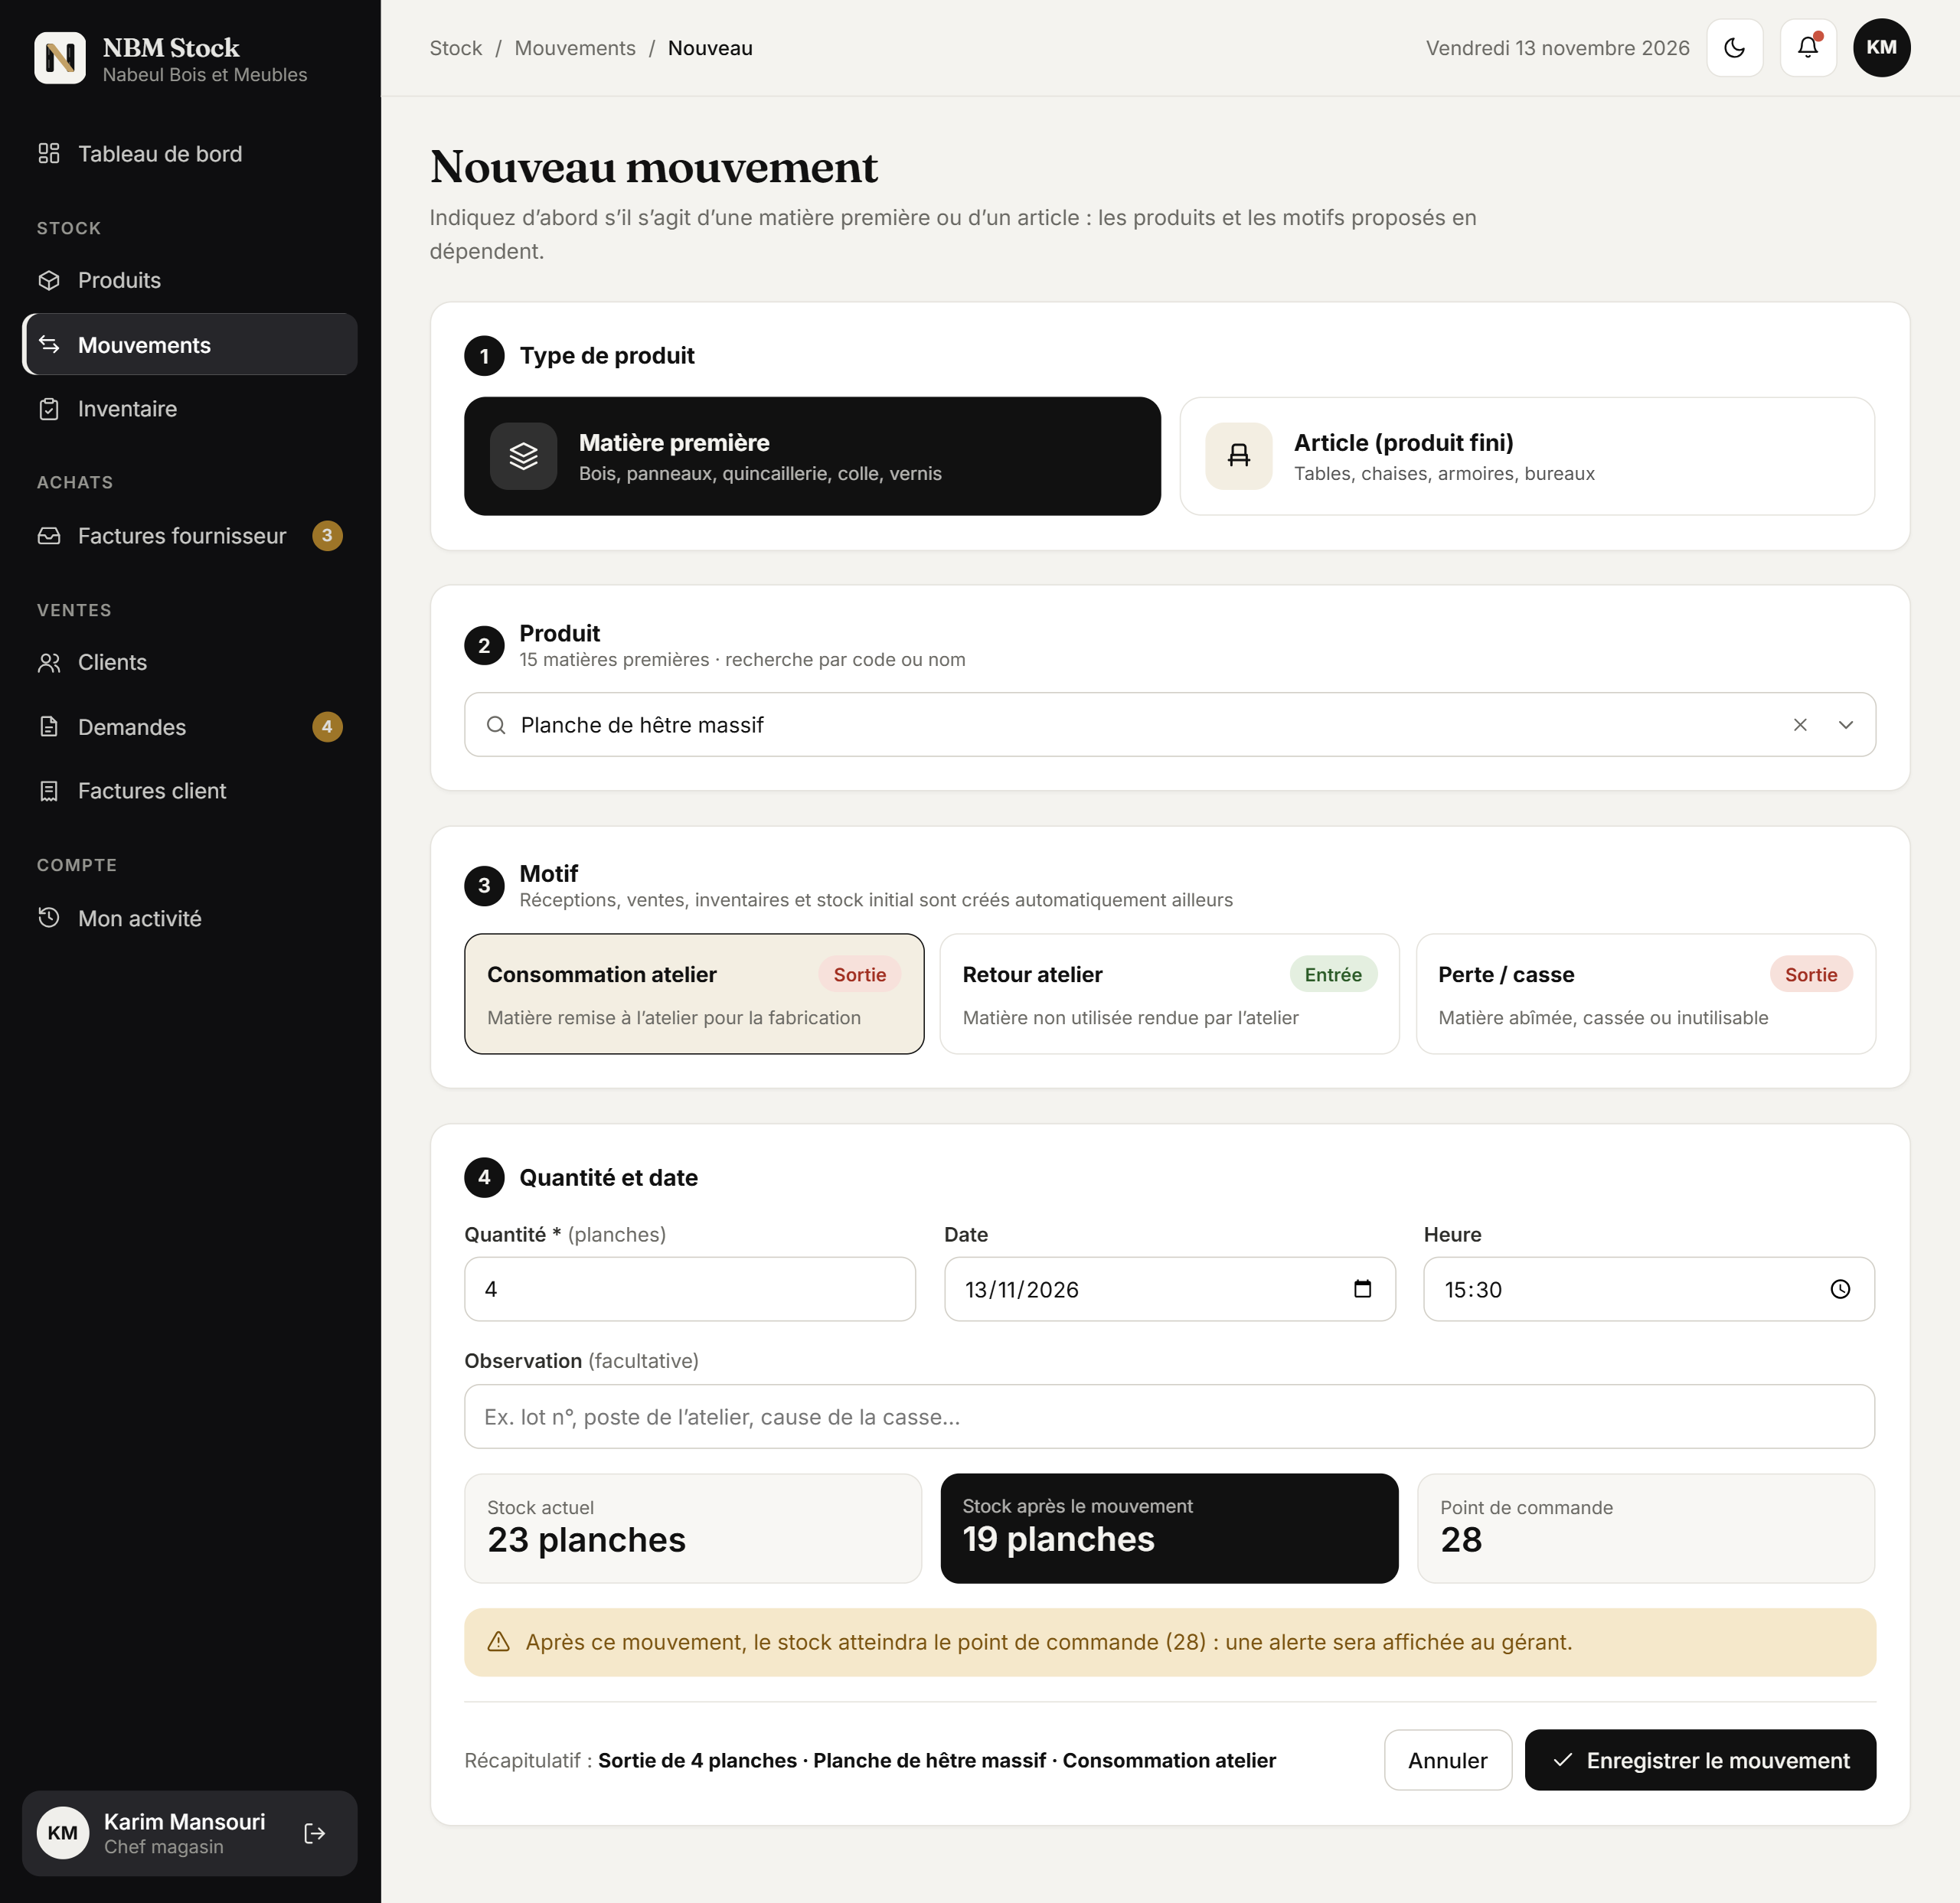 N
NBM Stock
Nabeul Bois et Meubles
Tableau de bord
STOCK
Produits
Mouvements
Inventaire
ACHATS
Factures fournisseur 3
VENTES
Clients
Demandes 4
Factures client
COMPTE
Mon activité
KM
Karim Mansouri
Chef magasin
Stock / Mouvements / Nouveau
Vendredi 13 novembre 2026
KM
Nouveau mouvement
Indiquez d’abord s’il s’agit d’une matière première ou d’un article : les produits et les motifs proposés en
dépendent.
1 Type de produit
Matière première
Bois, panneaux, quincaillerie, colle, vernis
Article (produit fini)
Tables, chaises, armoires, bureaux
2 Produit
15 matières premières · recherche par code ou nom
Planche de hêtre massif
3 Motif
Réceptions, ventes, inventaires et stock initial sont créés automatiquement ailleurs
Consommation atelier Sortie
Matière remise à l’atelier pour la fabrication
Retour atelier Entrée
Matière non utilisée rendue par l’atelier
Perte / casse Sortie
Matière abîmée, cassée ou inutilisable
4 Quantité et date
Quantité * (planches)
4
Date
13/11/2026
Heure
15:30
Observation (facultative)
Ex. lot n°, poste de l’atelier, cause de la casse…
Stock actuel
23 planches
Stock après le mouvement
19 planches
Point de commande
28
Après ce mouvement, le stock atteindra le point de commande (28) : une alerte sera affichée au gérant.
Récapitulatif : Sortie de 4 planches · Planche de hêtre massif · Consommation atelier
Annuler
Enregistrer le mouvement